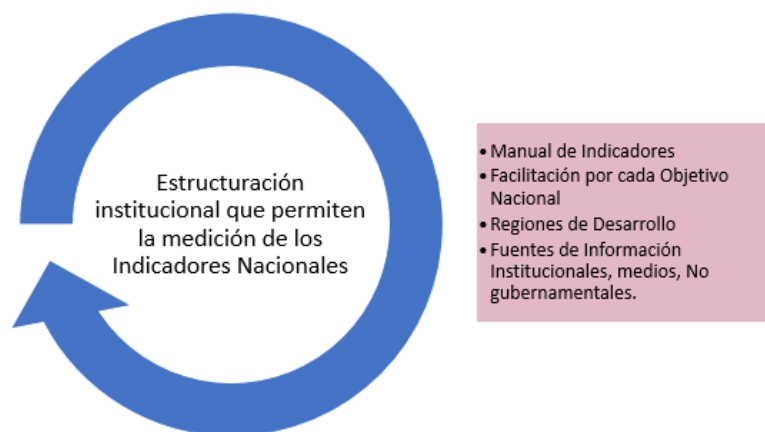 Estructuración
institucional que permiten
la medición de los
Indicadores Nacionales
• Manual de Indicadores
• Facilitación por cada Objetivo
Nacional
• Regiones de Desarrollo
• Fuentes de Información
Institucionales, medios, No
gubernamentales.